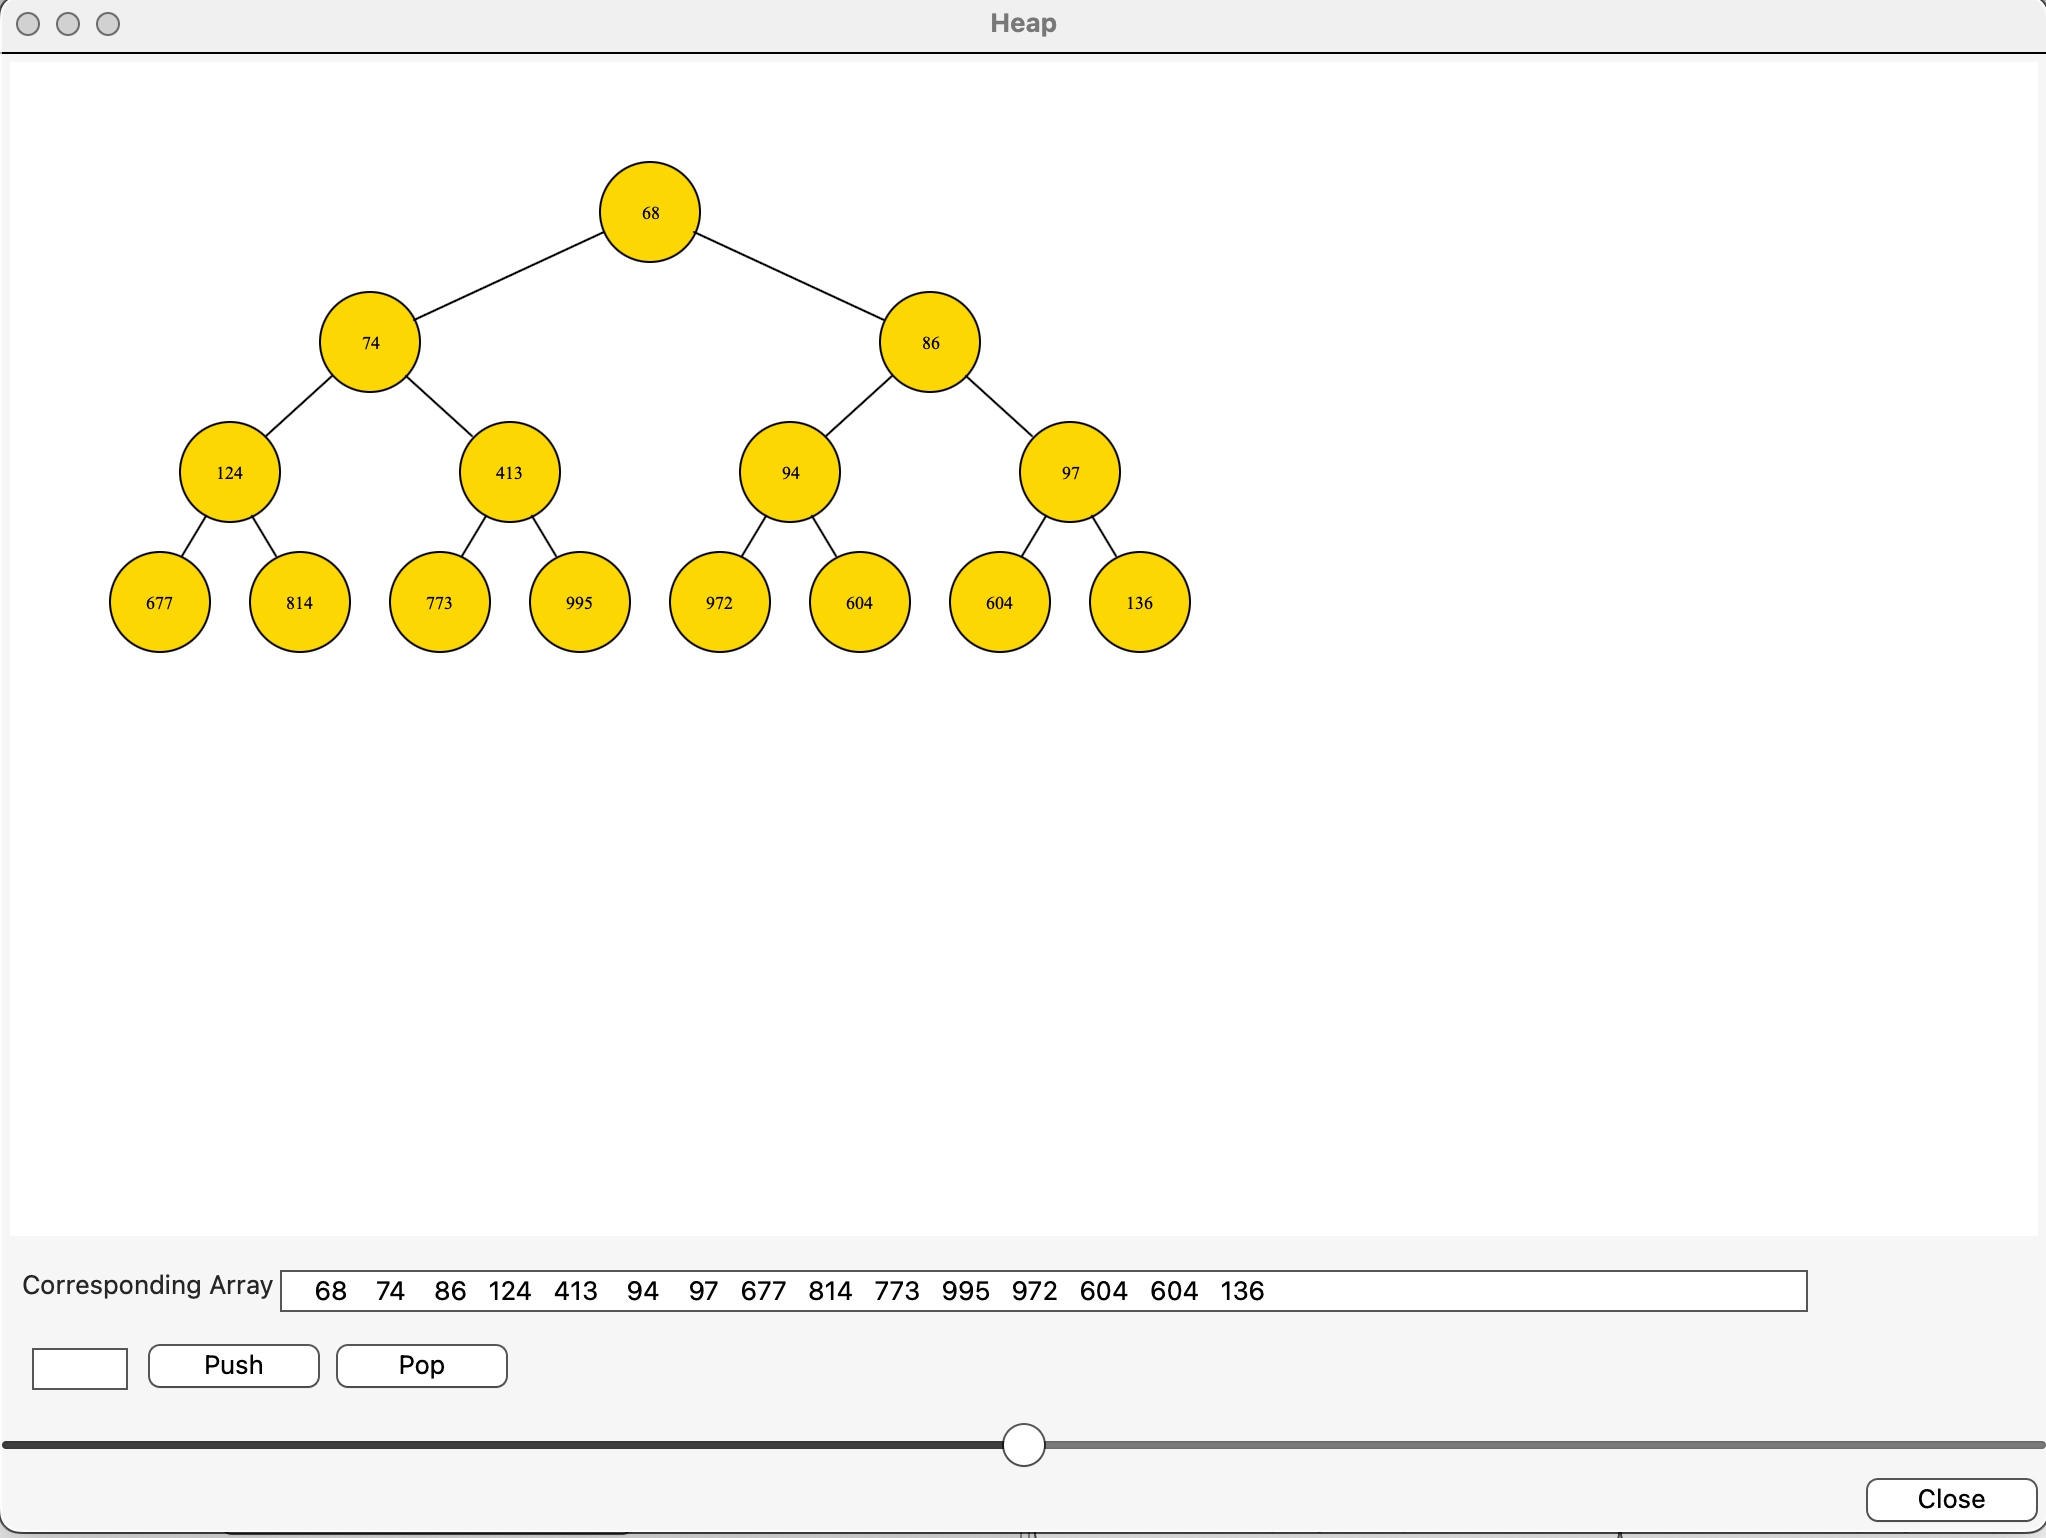 Heap
68
74 86
124 413 94 97
677 814 773 995 972 604 604 136
Corresponding Array 68 74 86 124 413 94 97 677 814 773 995 972 604 604 136
Push Pop
Close